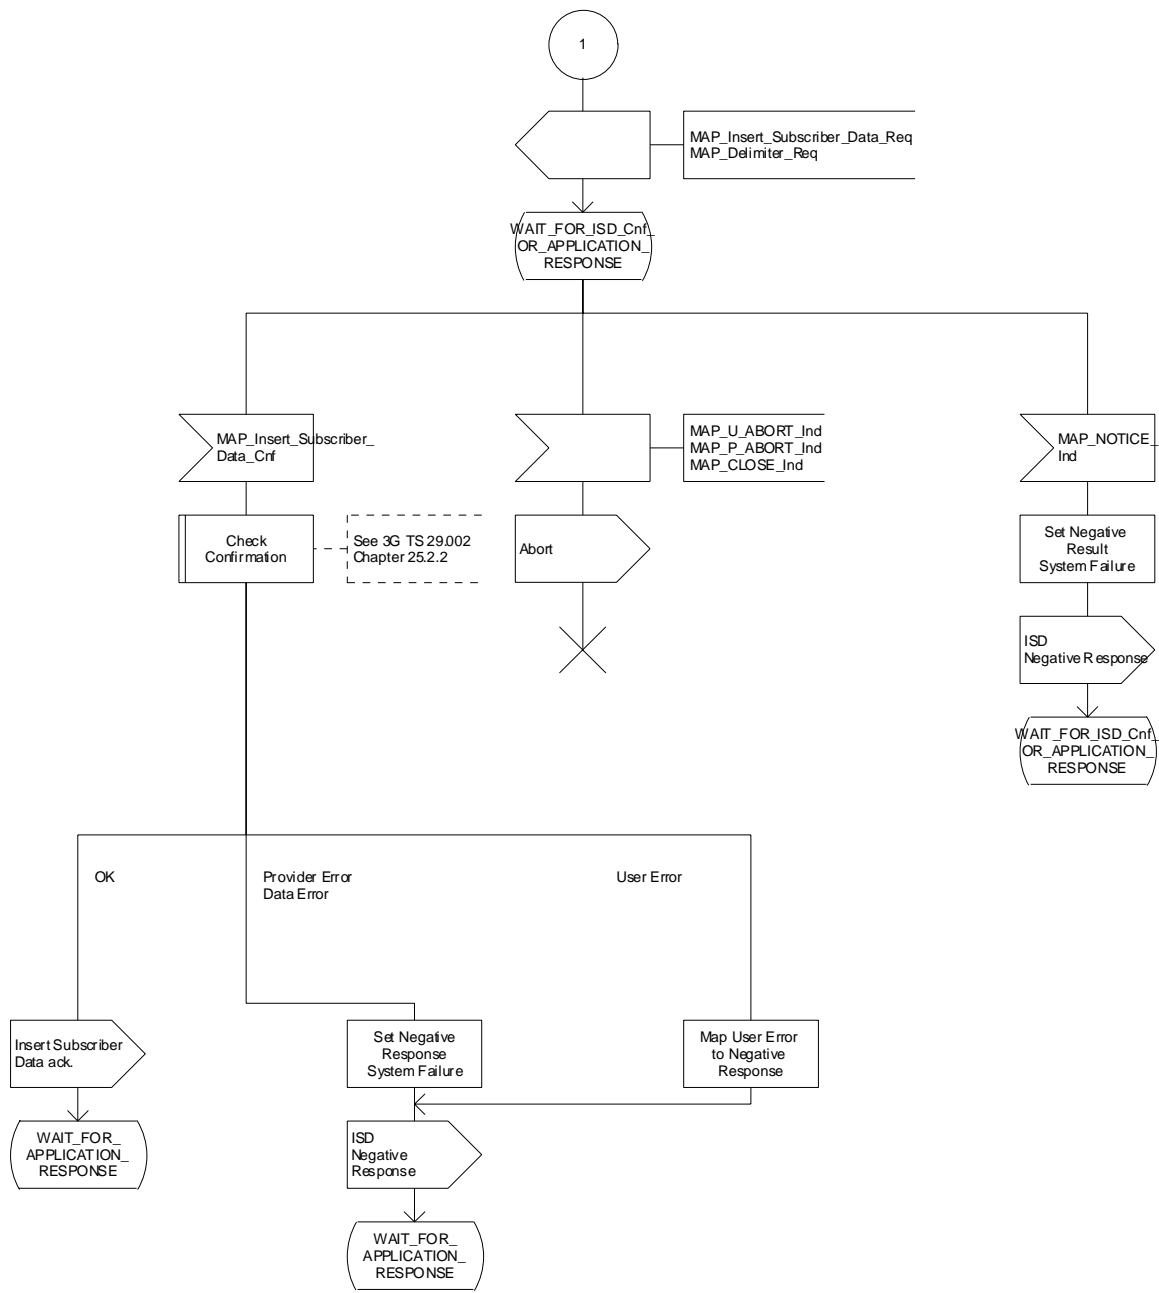 1
MAP_Insert_Subscriber_Data_Req
MAP_Delimiter_Req
WAIT_FOR_ISD_Cnf_
OR_APPLICATION_
RESPONSE
MAP_Insert_Subscriber_
Data_Cnf
MAP_U_ABORT_Ind
MAP_P_ABORT_Ind
MAP_CLOSE_Ind
MAP_NOTICE_
Ind
Check
Confirmation
See 3G TS 29.002
Chapter 25.2.2
Abort
Set Negative
Result
System Failure
ISD
Negative Response
WAIT_FOR_ISD_Cnf_
OR_APPLICATION_
RESPONSE
OK
Provider Error
Data Error
User Error
Insert Subscriber
Data ack.
Set Negative
Response
System Failure
Map User Error
to Negative
Response
WAIT_FOR_
APPLICATION_
RESPONSE
ISD
Negative
Response
WAIT_FOR_
APPLICATION_
RESPONSE